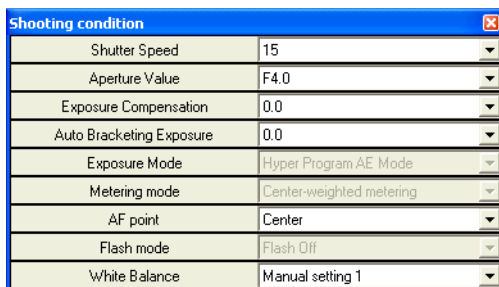 Shooting condition
Shutter Speed 15
Aperture Value F4.0
Exposure Compensation 0.0
Auto Bracketing Exposure 0.0
Exposure Mode Hyper Program AE Mode
Metering mode Center-weighted metering
AF point Center
Flash mode Flash Off
White Balance Manual setting 1